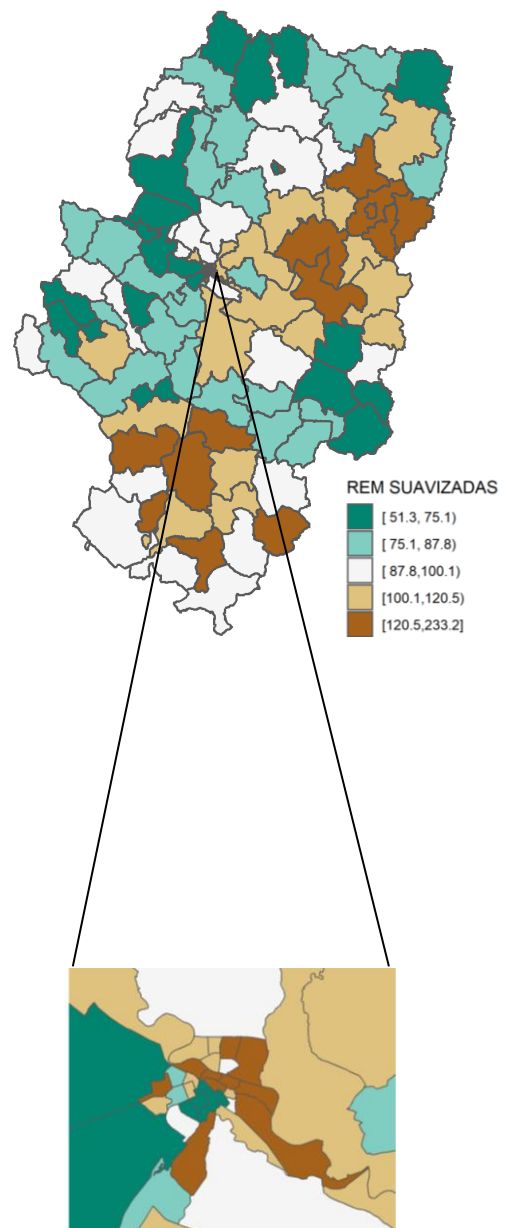 REM SUAVIZADAS
[ 51.3, 75.1)
[ 75.1, 87.8)
[ 87.8,100.1)
[100.1,120.5)
[120.5,233.2]